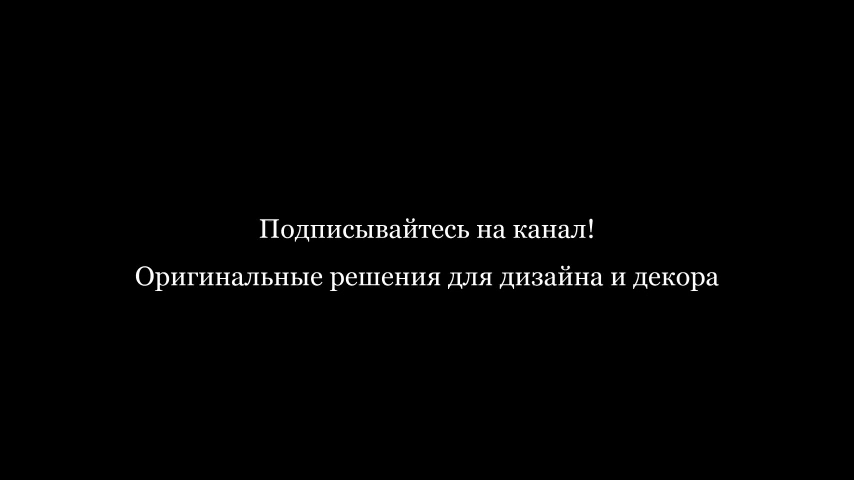 Подписывайтесь на канал!
Оригинальные решения для дизайна и декора